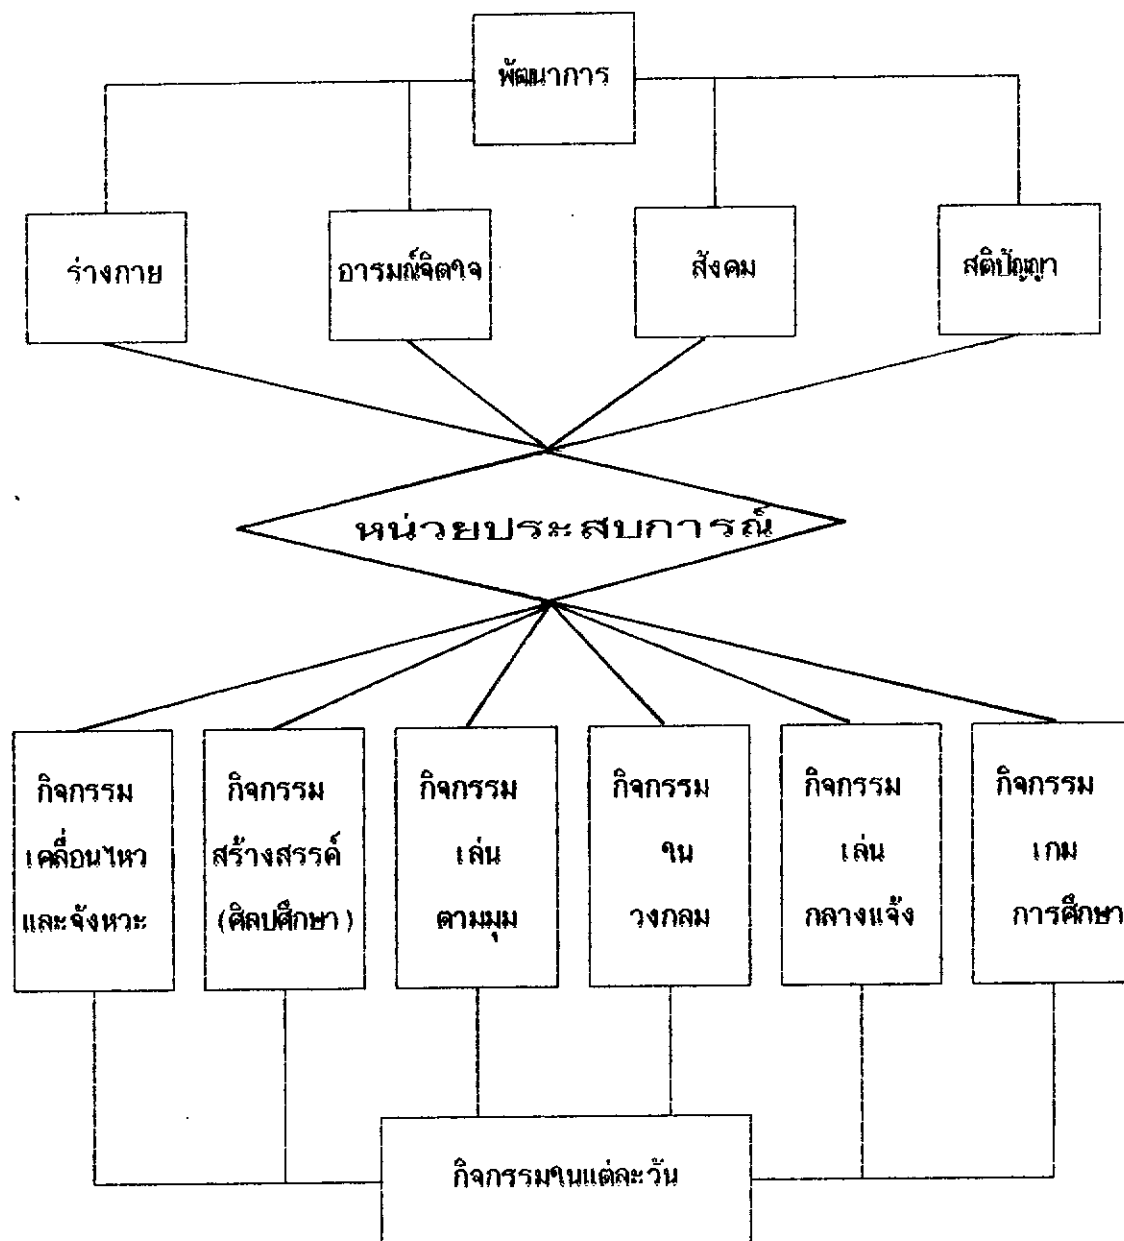 พัฒนาการ
ร่างกาย
อารมณ์จิตใจ
สังคม
สติปัญญา
หน่วยประสบการณ์
กิจกรรม
เคลื่อนไหว
และจังหวะ
กิจกรรม
สร้างสรรค์
(ศิลปศึกษา)
กิจกรรม
เล่น
ตามมุม
กิจกรรม
ใน
วงกลม
กิจกรรม
เล่น
กลางแจ้ง
กิจกรรม
เกม
การศึกษา
กิจกรรมในแต่ละวัน